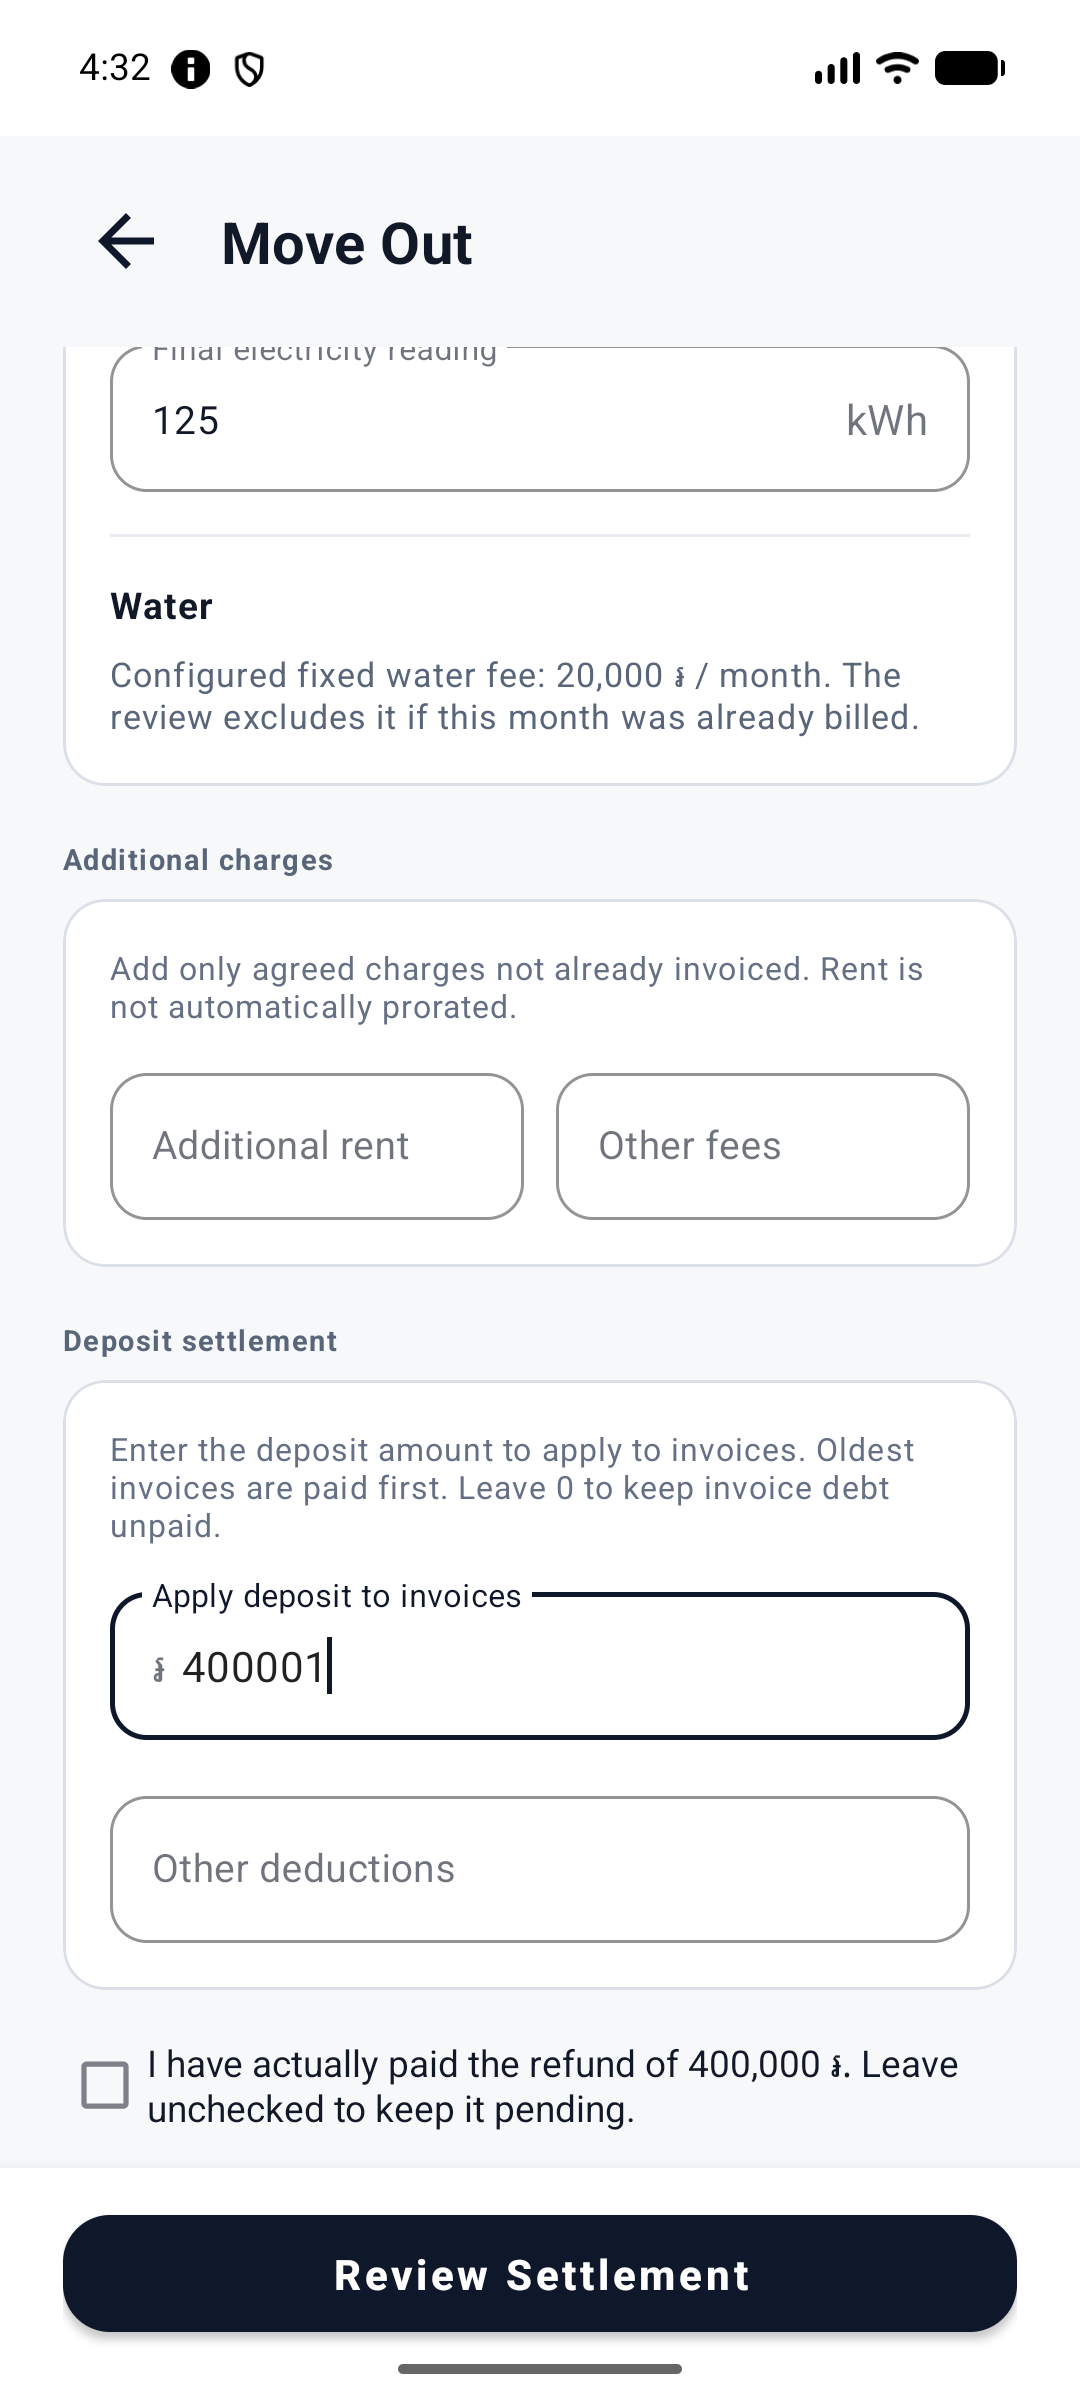 4:32
Move Out
Final electricity reading
125 kWh
Water
Configured fixed water fee: 20,000 ៛ / month. The
review excludes it if this month was already billed.
Additional charges
Add only agreed charges not already invoiced. Rent is
not automatically prorated.
Additional rent
Other fees
Deposit settlement
Enter the deposit amount to apply to invoices. Oldest
invoices are paid first. Leave 0 to keep invoice debt
unpaid.
Apply deposit to invoices
៛ 400001
Other deductions
I have actually paid the refund of 400,000 ៛. Leave
unchecked to keep it pending.
Review Settlement